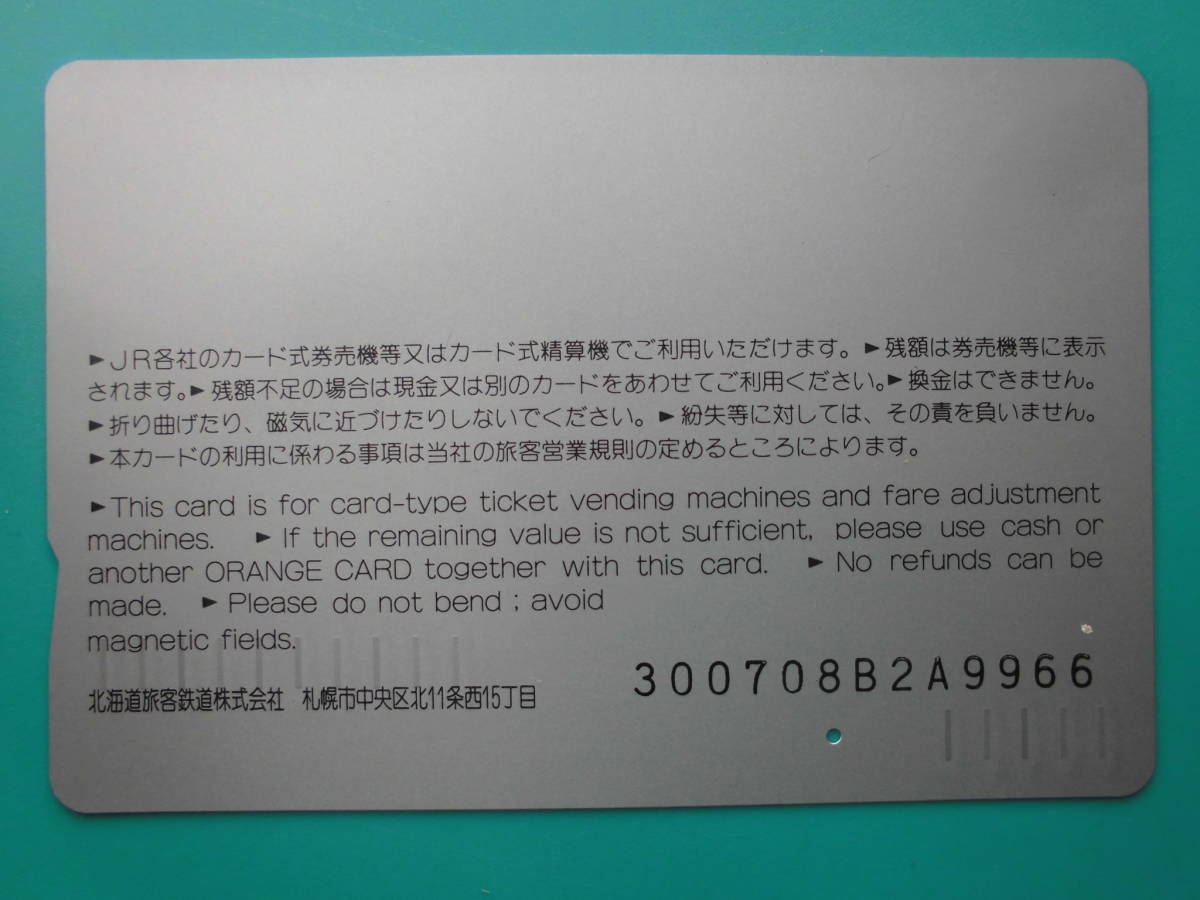 ►JR各社のカード式券売機等又はカード式精算機でご利用いただけます。►残額は券売機等に表示
されます。►残額不足の場合は現金又は別のカードをあわせてご利用ください。►換金はできません。
►折り曲げたり、磁気に近づけたりしないでください。►紛失等に対しては、その責を負いません。
►本カードの利用に係わる事項は当社の旅客営業規則の定めるところによります。
►This card is for card-type ticket vending machines and fare adjustment
machines. ►If the remaining value is not sufficient, please use cash or
another ORANGE CARD together with this card. ►No refunds can be
made. ►Please do not bend ; avoid
magnetic fields.
300708B2A9966
北海道旅客鉄道株式会社 札幌市中央区北11条西15丁目